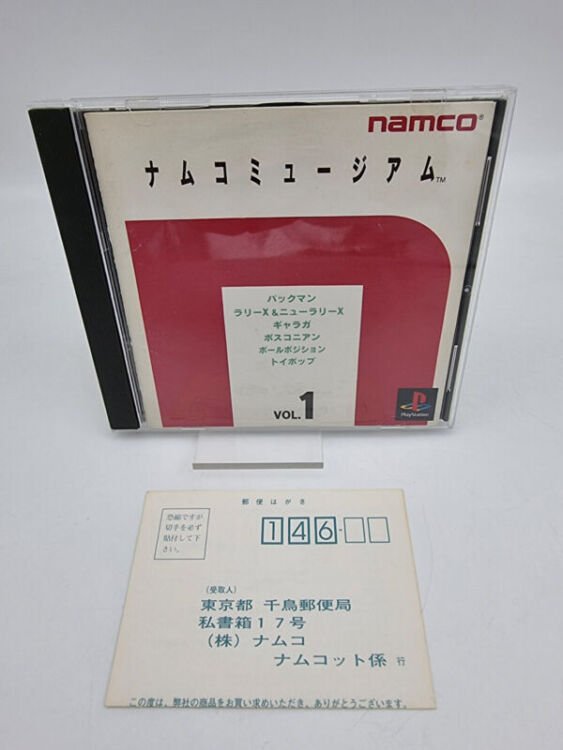 namco®
ナムコミュージアム™
パックマン
ラリーX&ニューラリーX
ギャラガ
ボスコニアン
ポールポジション
トイポップ
VOL.1
PlayStation
郵便はがき
恐縮ですが
切手を必ず
貼付して下
さい。
146-
(受取人)
東京都 千鳥郵便局
私書箱17号
(株)ナムコ
ナムコット係 行
この度は、弊社の商品をお買い求めいただき、ありがとうございます。